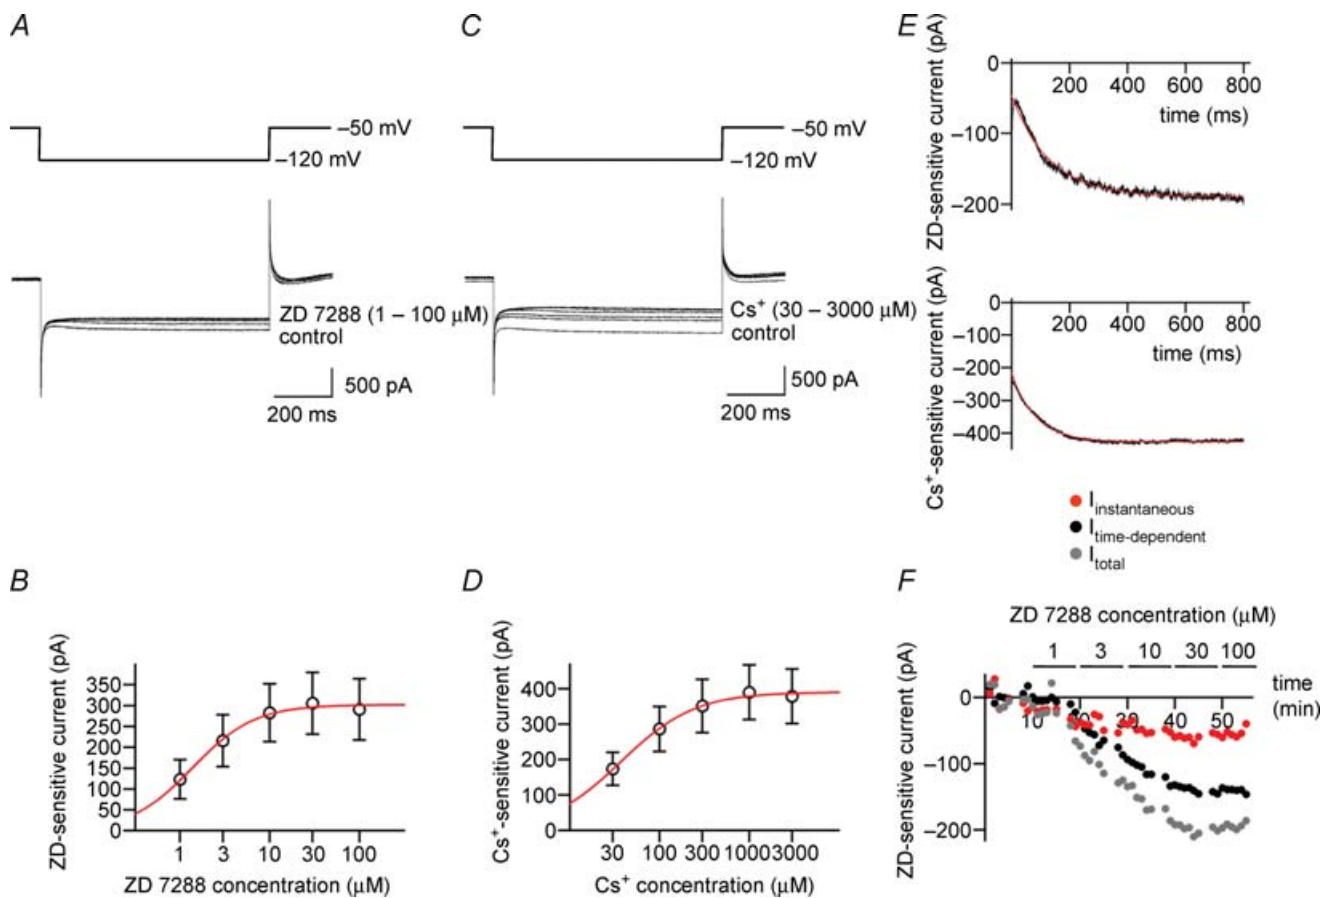 A
–50 mV
–120 mV
ZD 7288 (1 – 100 µM)
control
500 pA
200 ms
C
–50 mV
–120 mV
Cs⁺ (30 – 3000 µM)
control
500 pA
200 ms
E
ZD-sensitive current (pA)
0
–100
–200
200 400 600 800
time (ms)
Cs⁺-sensitive current (pA)
0
–100
–200
–300
–400
200 400 600 800
time (ms)
I instantaneous
I time-dependent
I total
B
ZD-sensitive current (pA)
350
300
250
200
150
100
50
0
1 3 10 30 100
ZD 7288 concentration (µM)
D
Cs⁺-sensitive current (pA)
400
300
200
100
0
30 100 300 1000 3000
Cs⁺ concentration (µM)
F
ZD 7288 concentration (µM)
1 3 10 30 100
ZD-sensitive current (pA)
0
–100
–200
10 20 30 40 50
time
(min)